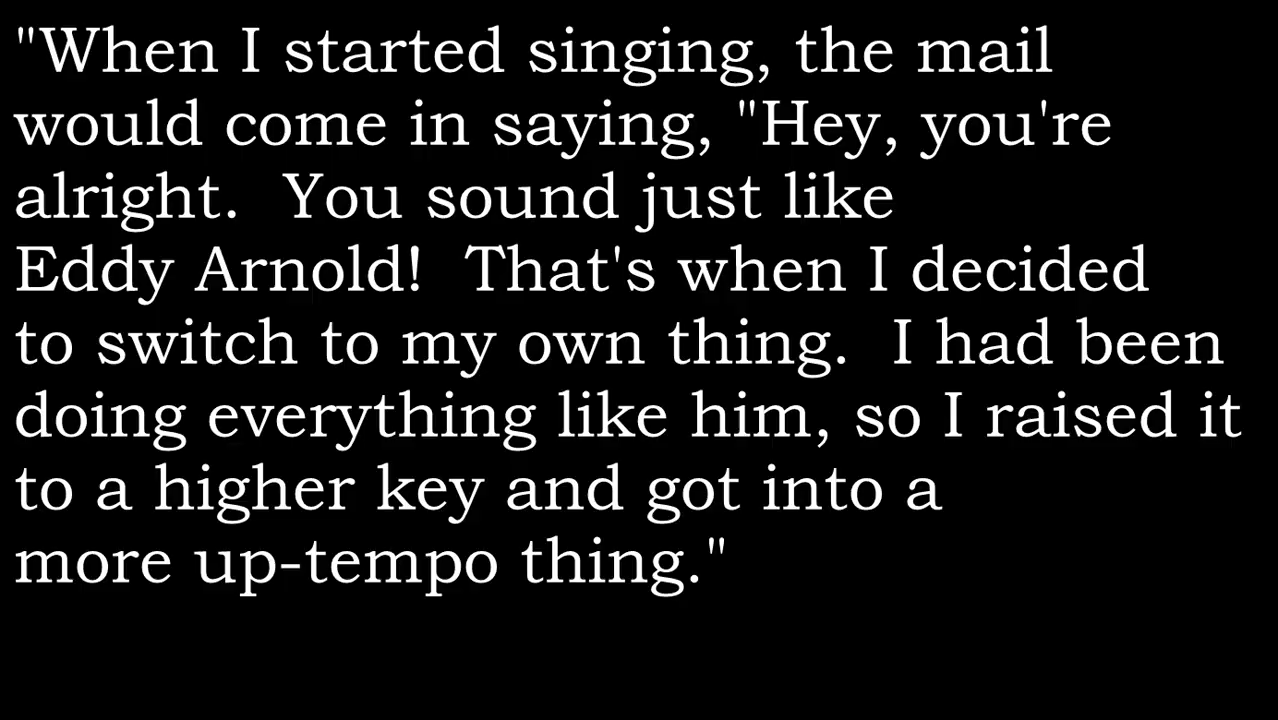 "When I started singing, the mail
would come in saying, "Hey, you're
alright.  You sound just like
Eddy Arnold!  That's when I decided
to switch to my own thing.  I had been
doing everything like him, so I raised it
to a higher key and got into a
more up-tempo thing."